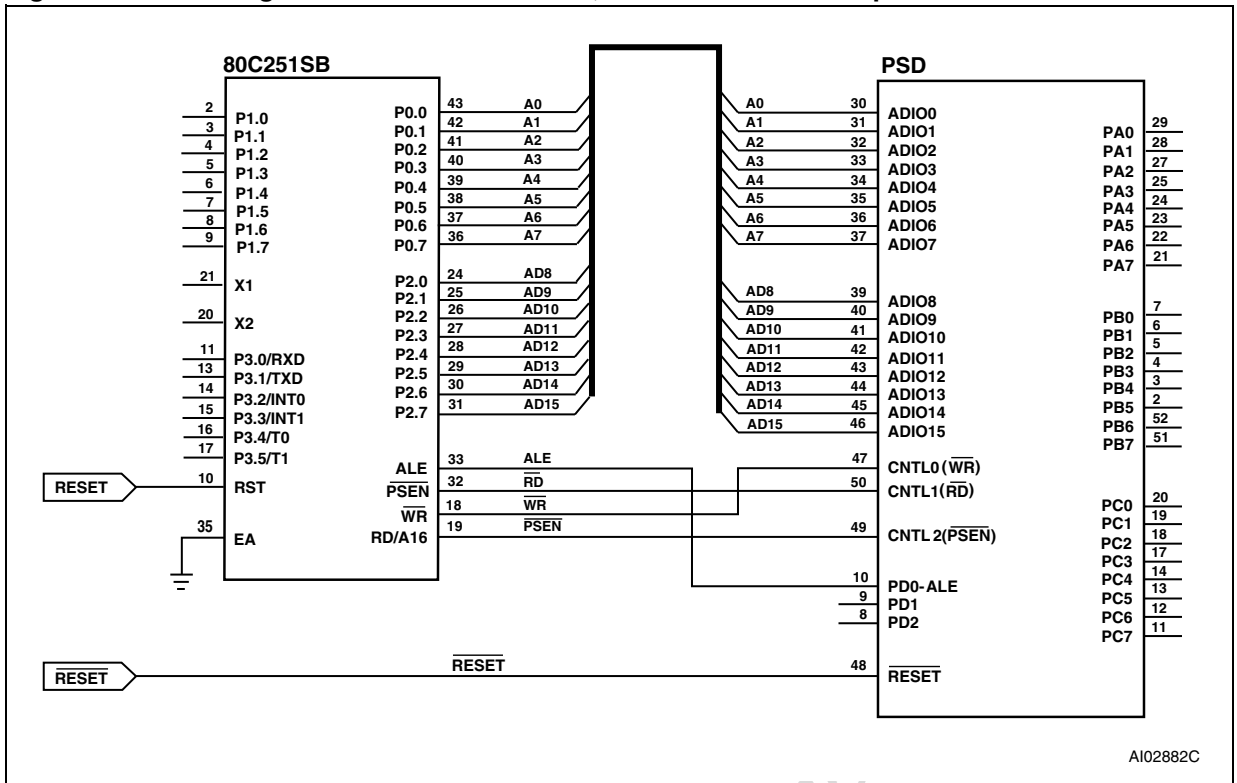 80C251SB
2 P1.0
3 P1.1
4 P1.2
5 P1.3
6 P1.4
7 P1.5
8 P1.6
9 P1.7
21 X1
20 X2
11 P3.0/RXD
13 P3.1/TXD
14 P3.2/INT0
15 P3.3/INT1
16 P3.4/T0
17 P3.5/T1
RESET 10 RST
35 EA
P0.0 43 A0
P0.1 42 A1
P0.2 41 A2
P0.3 40 A3
P0.4 39 A4
P0.5 38 A5
P0.6 37 A6
P0.7 36 A7
P2.0 24 AD8
P2.1 25 AD9
P2.2 26 AD10
P2.3 27 AD11
P2.4 28 AD12
P2.5 29 AD13
P2.6 30 AD14
P2.7 31 AD15
ALE 33 ALE
PSEN 32 RD
WR 18 WR
RD/A16 19 PSEN
PSD
A0 30 ADIO0
A1 31 ADIO1
A2 32 ADIO2
A3 33 ADIO3
A4 34 ADIO4
A5 35 ADIO5
A6 36 ADIO6
A7 37 ADIO7
AD8 39 ADIO8
AD9 40 ADIO9
AD10 41 ADIO10
AD11 42 ADIO11
AD12 43 ADIO12
AD13 44 ADIO13
AD14 45 ADIO14
AD15 46 ADIO15
47 CNTL0(WR)
50 CNTL1(RD)
49 CNTL 2(PSEN)
10 PD0-ALE
9 PD1
8 PD2
RESET RESET 48 RESET
PA0 29
PA1 28
PA2 27
PA3 25
PA4 24
PA5 23
PA6 22
PA7 21
PB0 7
PB1 6
PB2 5
PB3 4
PB4 3
PB5 2
PB6 52
PB7 51
PC0 20
PC1 19
PC2 18
PC3 17
PC4 14
PC5 13
PC6 12
PC7 11
AI02882C